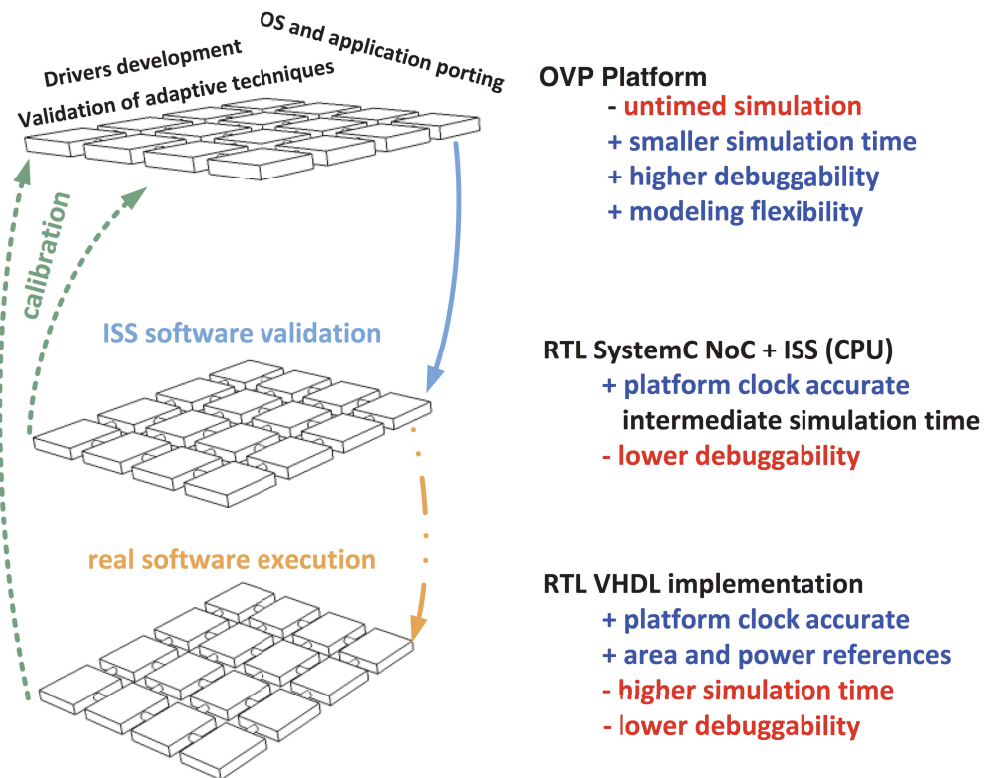 OS and application porting
Drivers development
Validation of adaptive techniques
calibration
ISS software validation
real software execution
OVP Platform
- untimed simulation
+ smaller simulation time
+ higher debuggability
+ modeling flexibility
RTL SystemC NoC + ISS (CPU)
+ platform clock accurate
intermediate simulation time
- lower debuggability
RTL VHDL implementation
+ platform clock accurate
+ area and power references
- higher simulation time
- lower debuggability